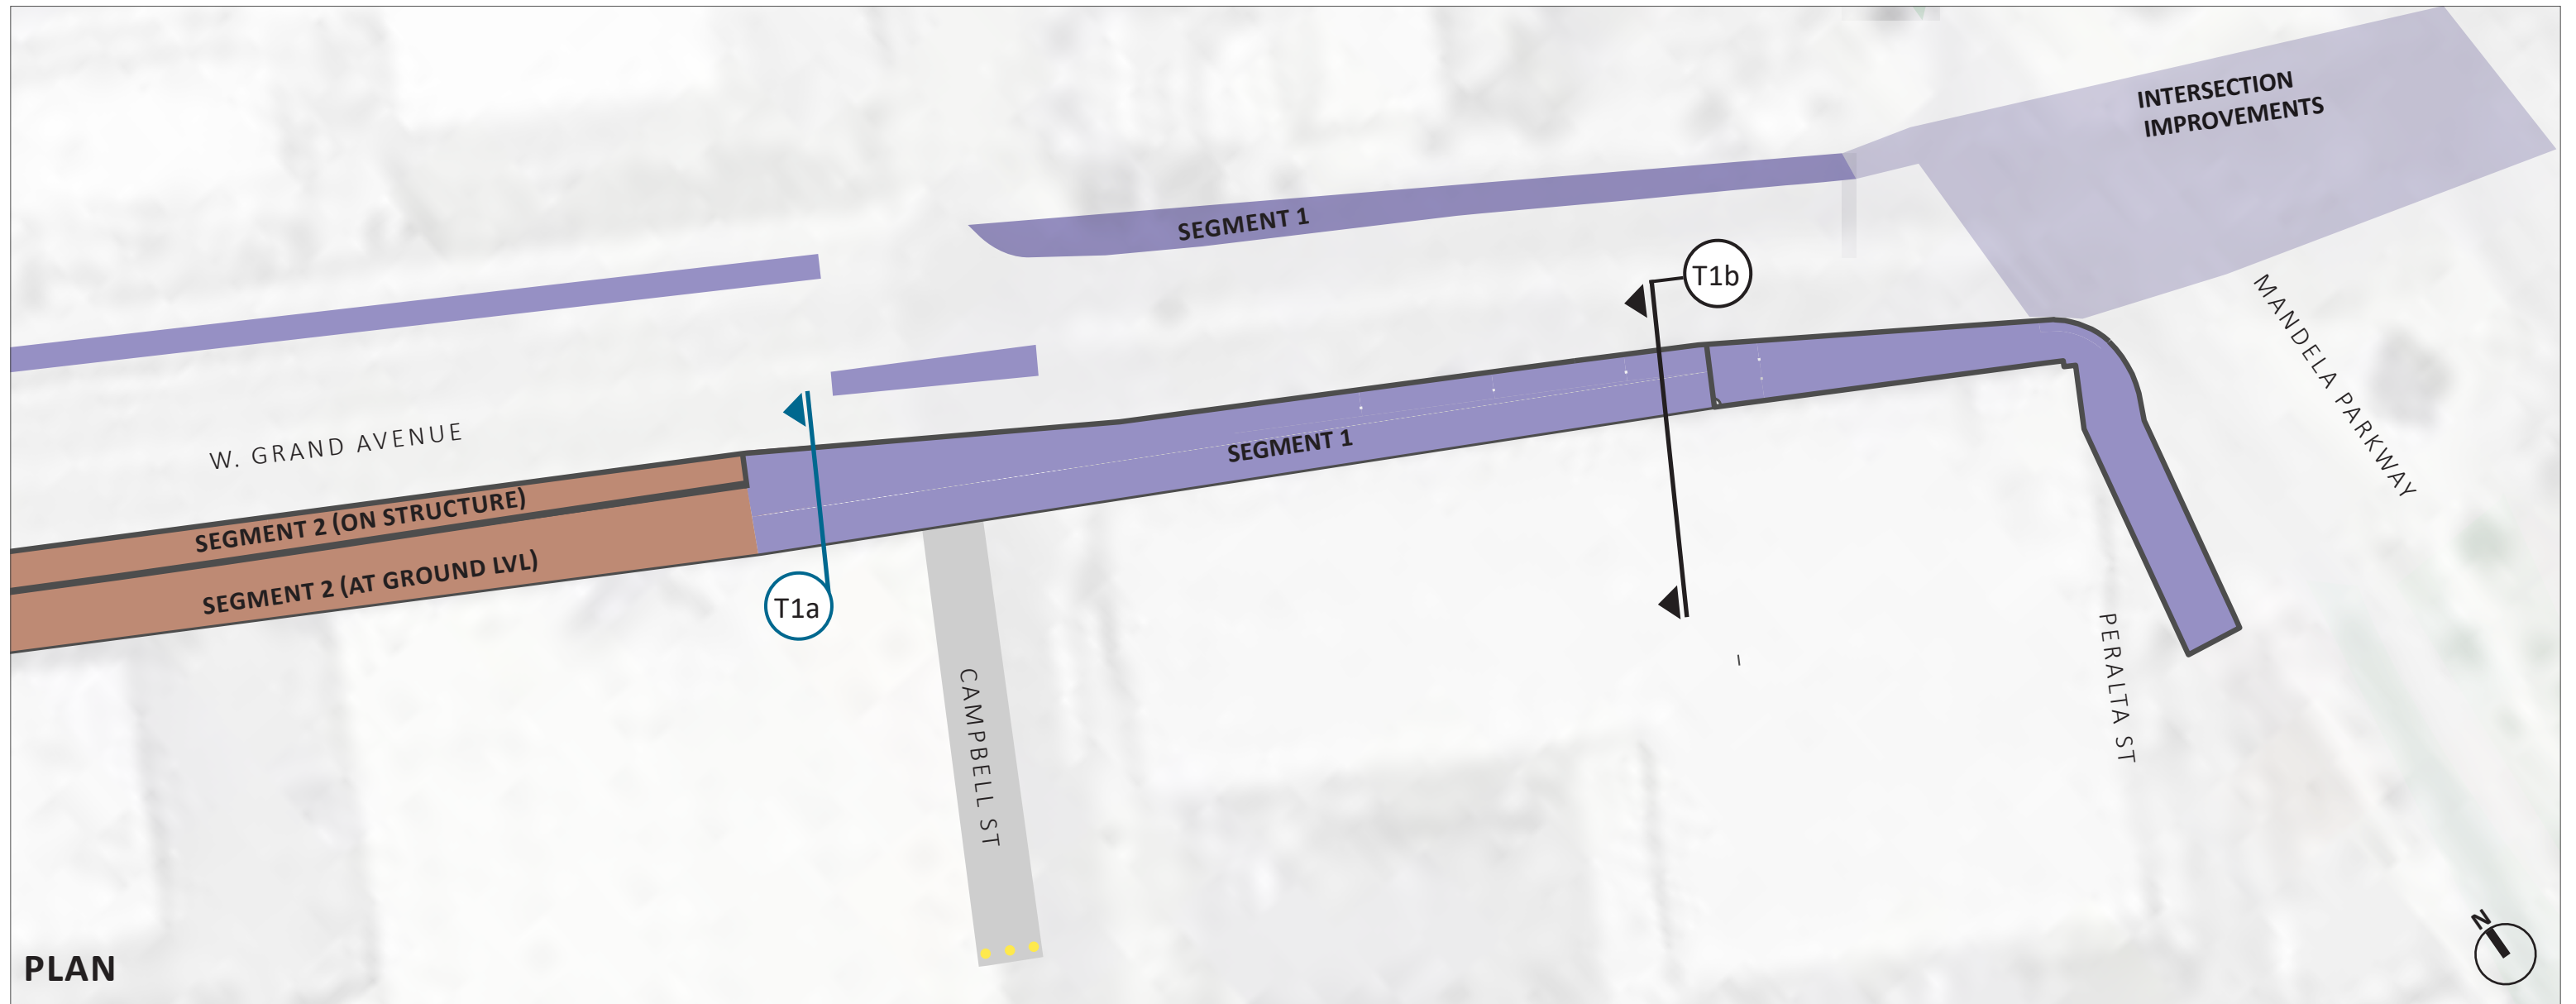 INTERSECTION
IMPROVEMENTS
SEGMENT 1
T1b
MANDELA PARKWAY
W. GRAND AVENUE
SEGMENT 1
SEGMENT 2 (ON STRUCTURE)
SEGMENT 2 (AT GROUND LVL)
T1a
CAMPBELL ST
PERALTA ST
N
PLAN